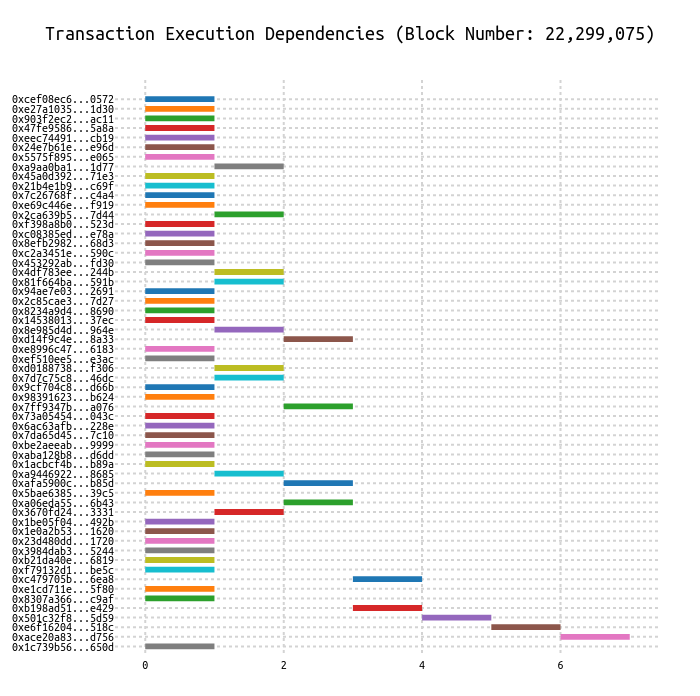 Transaction Execution Dependencies (Block Number: 22,299,075)
0xcef08ec6...0572
0xe27a1035...1d30
0x903f2ec2...ac11
0x47fe9586...5a8a
0xeec74491...cb19
0x24e7b61e...e96d
0x5575f895...e065
0xa9aa0ba1...1d77
0x45a0d392...71e3
0x21b4e1b9...c69f
0x7c26768f...c4a4
0xe69c446e...f919
0x2ca639b5...7d44
0xf398a8b0...523d
0xc08385ed...e78a
0x8efb2982...68d3
0xc2a3451e...590c
0x453292ab...fd30
0x4df783ee...244b
0x81f664ba...591b
0x94ae7e03...2691
0x2c85cae3...7d27
0x8234a9d4...8690
0x14538013...37ec
0x8e985d4d...964e
0xd14f9c4e...8a33
0xe8996c47...6183
0xef510ee5...e3ac
0xd0188738...f306
0x7d7c75c8...46dc
0x9cf704c8...d66b
0x98391623...b624
0x7ff9347b...a076
0x73a05454...043c
0x6ac63afb...228e
0x7da65d45...7c10
0xbe2aeeab...9999
0xaba128b8...d6dd
0x1acbcf4b...b89a
0xa9446922...8685
0xafa5900c...b85d
0x5bae6385...39c5
0xa06eda55...6b43
0x3670fd24...3331
0x1be05f04...492b
0x1e0a2b53...1620
0x23d480dd...1720
0x3984dab3...5244
0xb21da40e...6819
0xf79132d1...be5c
0xc479705b...6ea8
0xe1cd711e...5f80
0x8307a366...c9af
0xb198ad51...e429
0x501c32f8...5d59
0xe6f16204...518c
0xace20a83...d756
0x1c739b56...650d
0 2 4 6